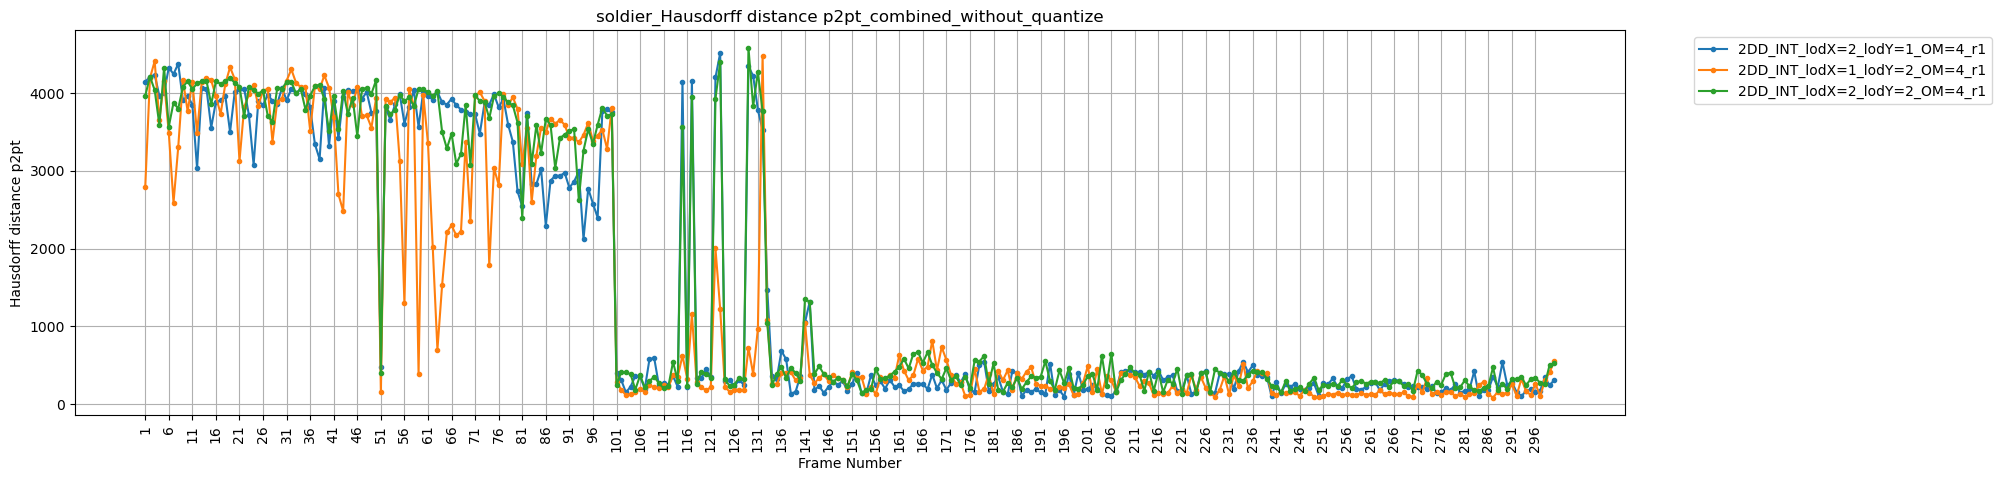 soldier_Hausdorff distance p2pt_combined_without_quantize
2DD_INT_lodX=2_lodY=1_OM=4_r1
2DD_INT_lodX=1_lodY=2_OM=4_r1
2DD_INT_lodX=2_lodY=2_OM=4_r1
Hausdorff distance p2pt
4000
3000
2000
1000
0
1 6 11 16 21 26 31 36 41 46 51 56 61 66 71 76 81 86 91 96 101 106 111 116 121 126 131 136 141 146 151 156 161 166 171 176 181 186 191 196 201 206 211 216 221 226 231 236 241 246 251 256 261 266 271 276 281 286 291 296
Frame Number